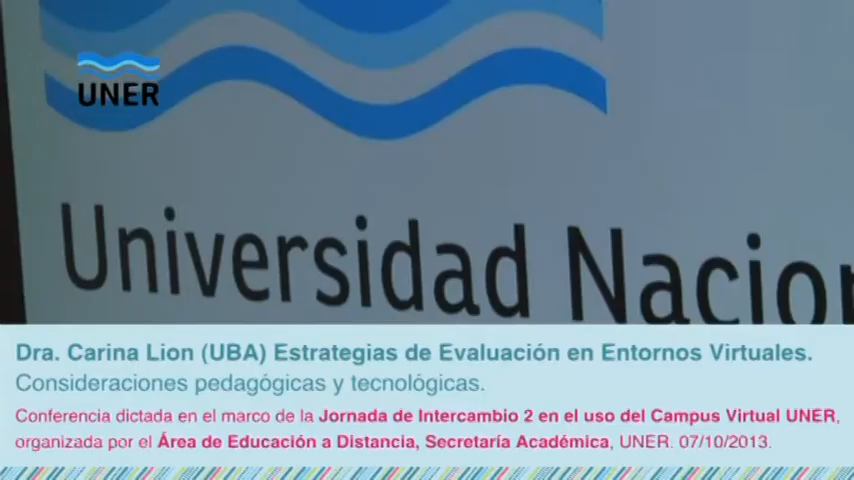 UNER
Universidad Nacion
Dra. Carina Lion (UBA) Estrategias de Evaluación en Entornos Virtuales.
Consideraciones pedagógicas y tecnológicas.
Conferencia dictada en el marco de la Jornada de Intercambio 2 en el uso del Campus Virtual UNER,
organizada por el Área de Educación a Distancia, Secretaría Académica, UNER. 07/10/2013.